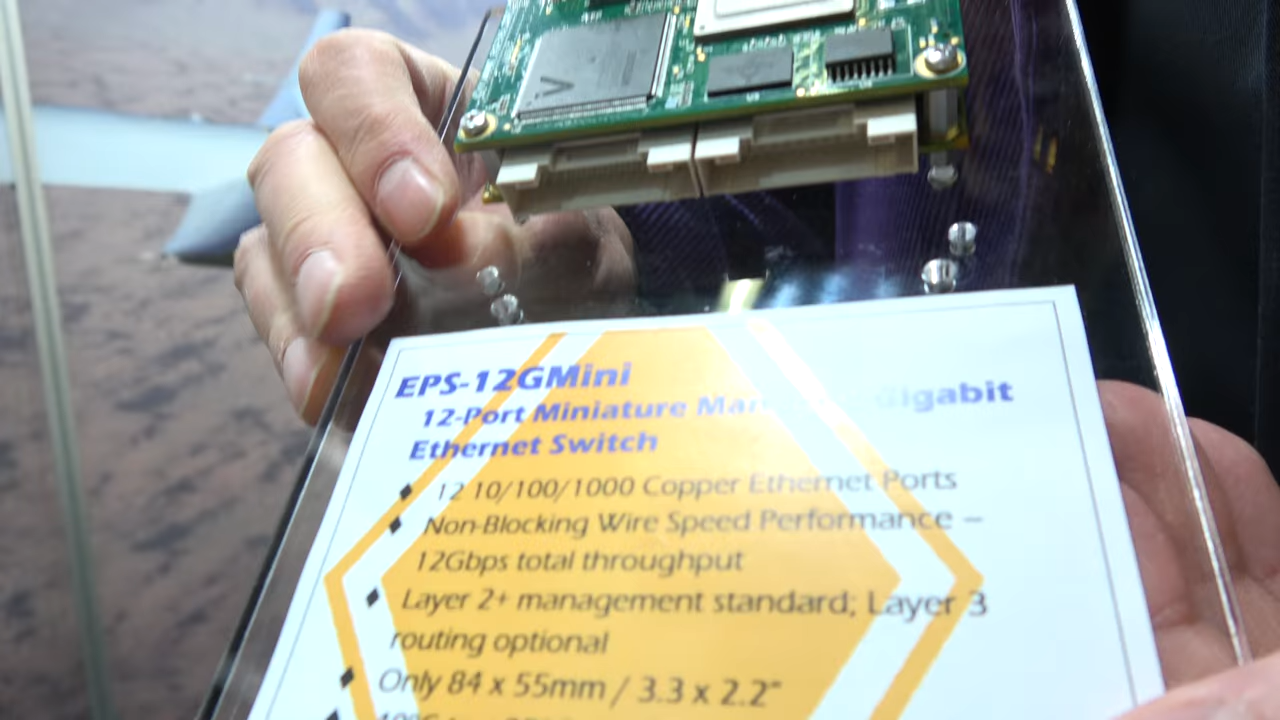 EPS-12GMini
12-Port Miniature Gigabit
Ethernet Switch
12 10/100/1000 Copper Ethernet Ports
Non-Blocking Wire Speed Performance –
12Gbps total throughput
Layer 2+ management standard; Layer 3
routing optional
Only 84 x 55mm / 3.3 x 2.2"